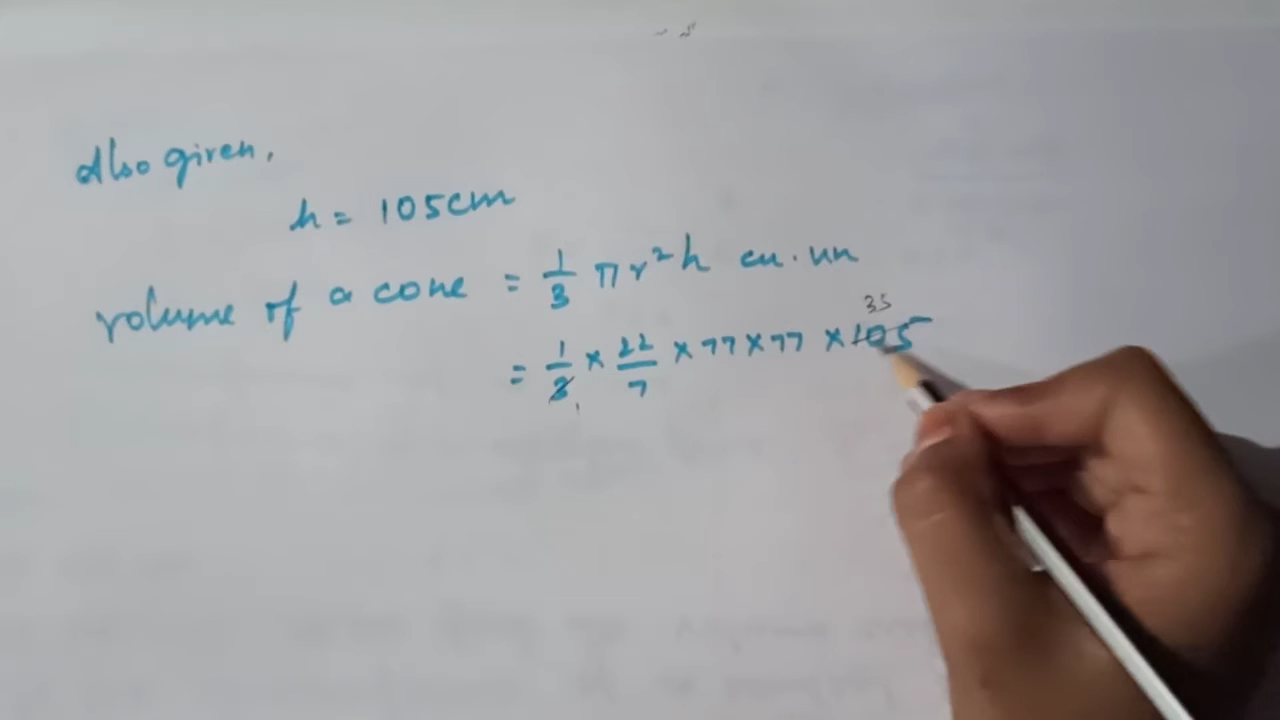 Also given,
h = 105cm
volume of a cone = 1/3 πr²h cu. un
35
= 1/3 × 22/7 × 77 × 77 × 105
1